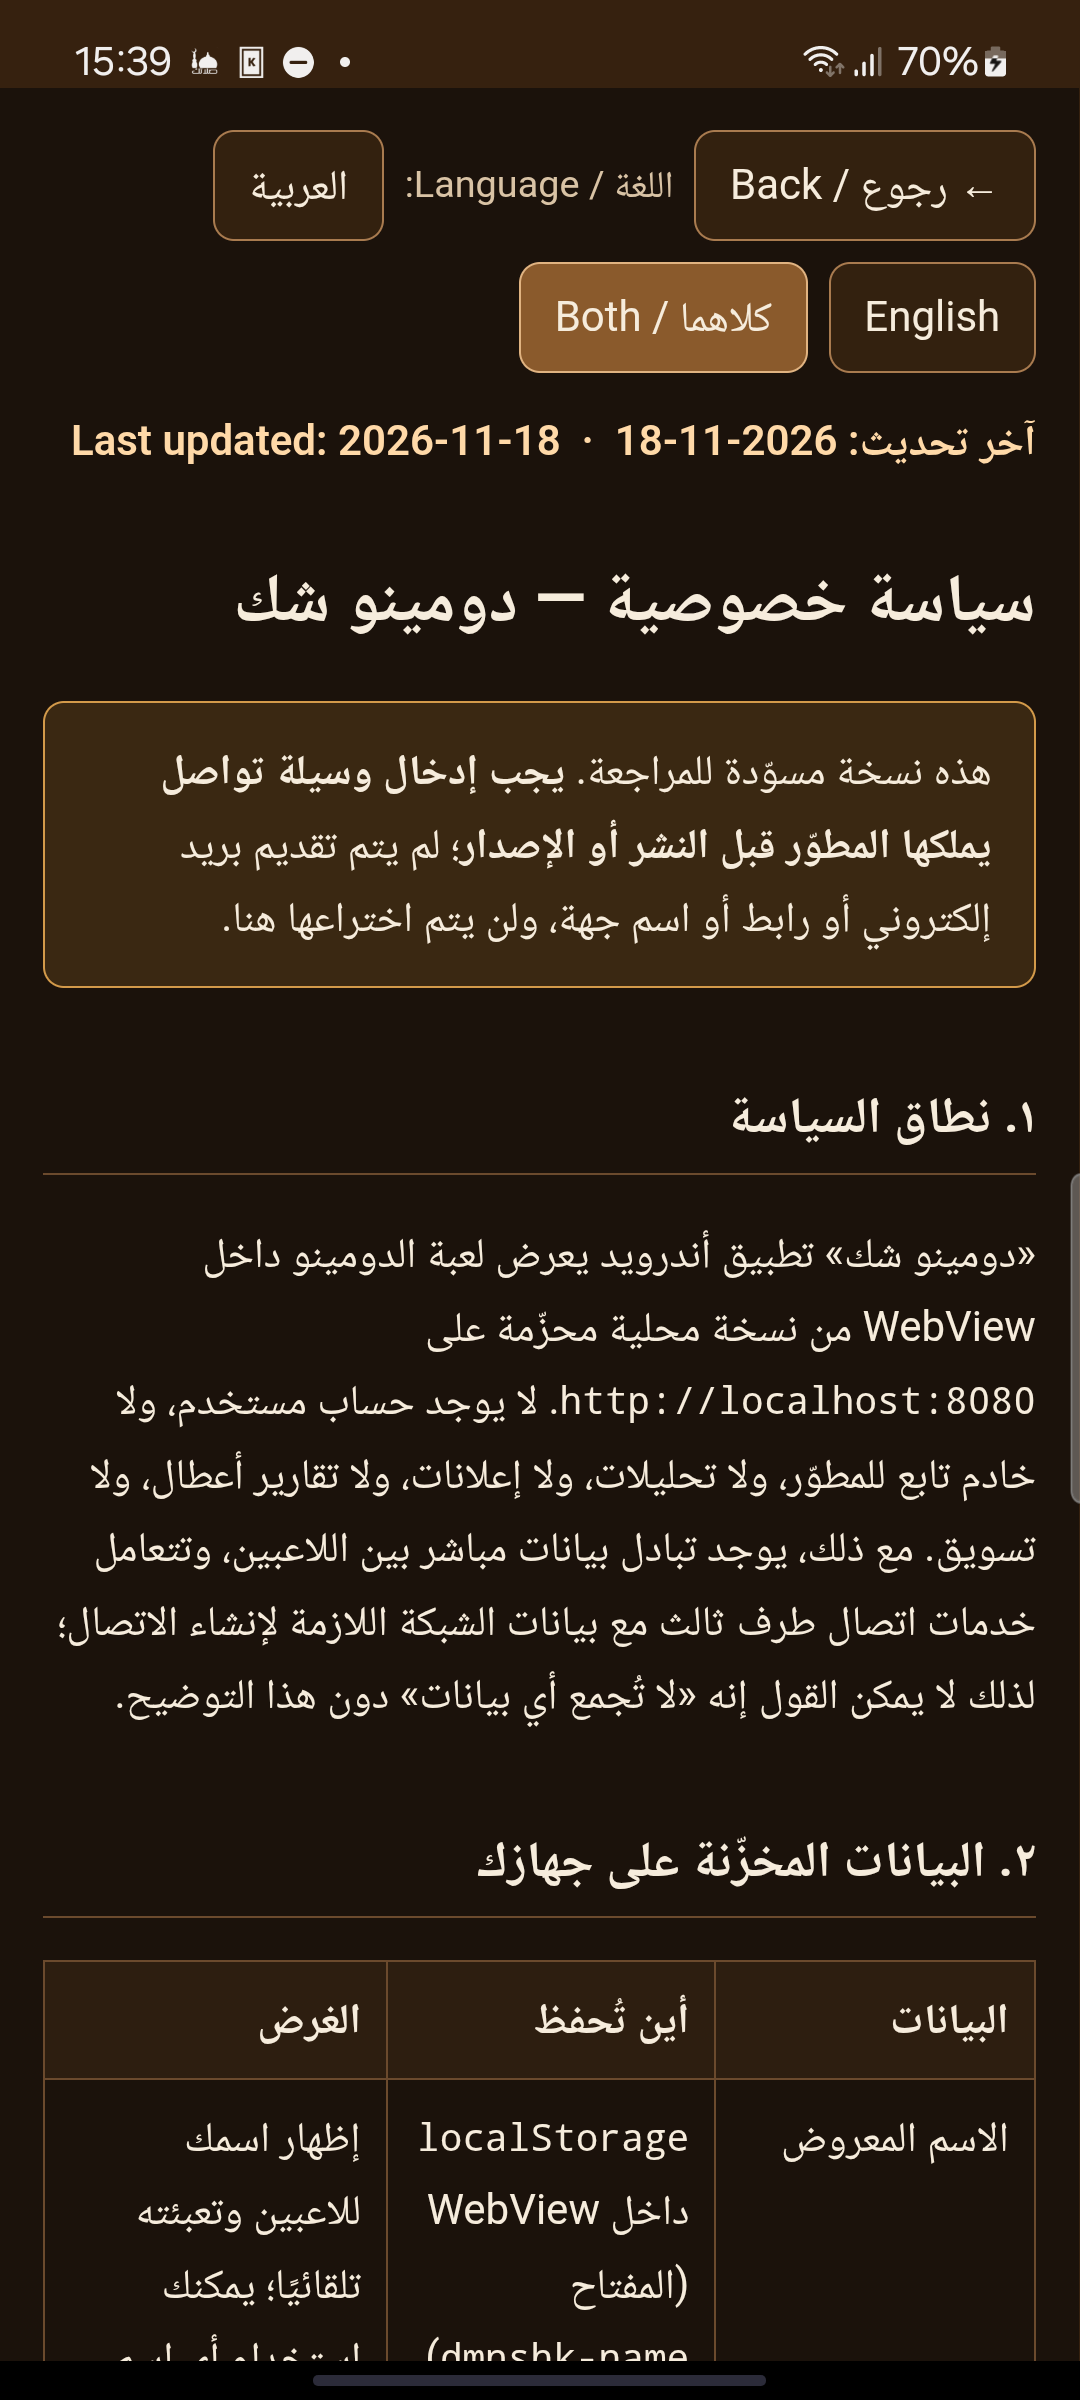 15:39
70%
← رجوع / Back
اللغة / Language:
العربية
English
كلاهما / Both
آخر تحديث: 2026-11-18 · Last updated: 2026-11-18
سياسة خصوصية — دومينو شك
هذه نسخة مسوّدة للمراجعة. يجب إدخال وسيلة تواصل
يملكها المطوّر قبل النشر أو الإصدار؛ لم يتم تقديم بريد
إلكتروني أو رابط أو اسم جهة، ولن يتم اختراعها هنا.
١. نطاق السياسة
«دومينو شك» تطبيق أندرويد يعرض لعبة الدومينو داخل
WebView من نسخة محلية محزّمة على
http://localhost:8080. لا يوجد حساب مستخدم، ولا
خادم تابع للمطوّر، ولا تحليلات، ولا إعلانات، ولا تقارير أعطال، ولا
تسويق. مع ذلك، يوجد تبادل بيانات مباشر بين اللاعبين، وتتعامل
خدمات اتصال طرف ثالث مع بيانات الشبكة اللازمة لإنشاء الاتصال؛
لذلك لا يمكن القول إنه «لا تُجمع أي بيانات» دون هذا التوضيح.
٢. البيانات المخزّنة على جهازك
البيانات
أين تُحفظ
الغرض
الاسم المعروض
localStorage
داخل WebView
(المفتاح
dmnshk-name)
إظهار اسمك
للاعبين وتعبئته
تلقائيًا؛ يمكنك
استخدام أي اسم